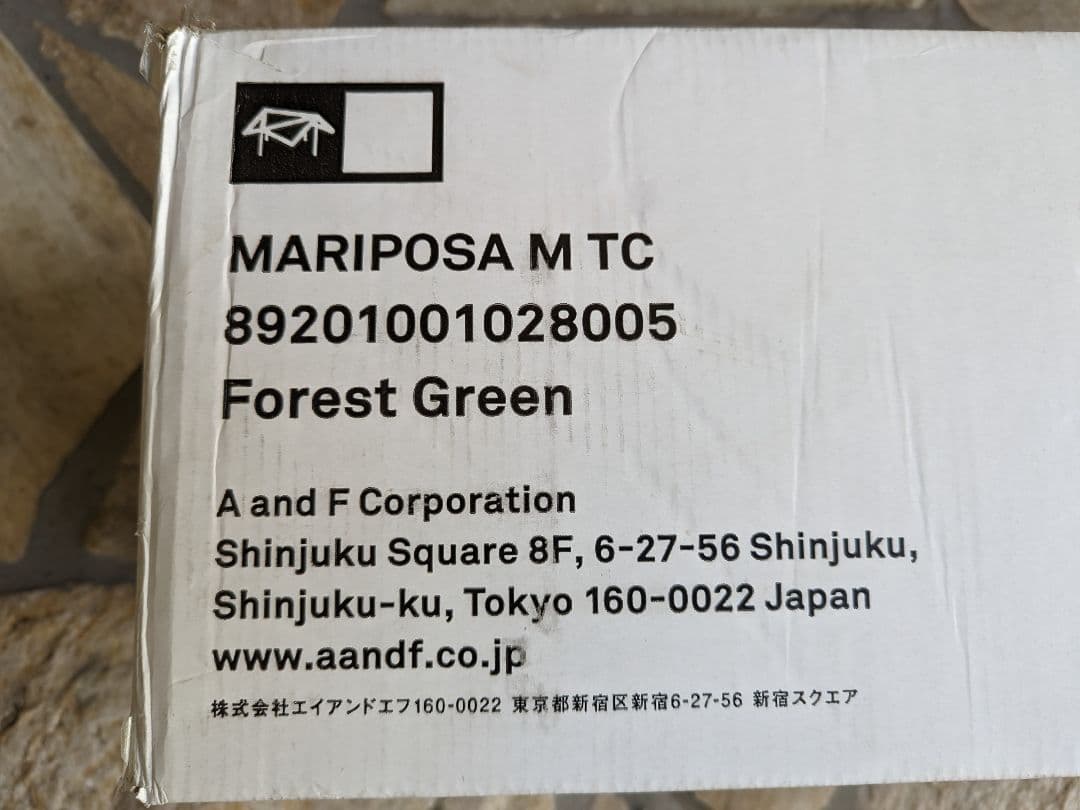 MARIPOSA M TC
89201001028005
Forest Green
A and F Corporation
Shinjuku Square 8F, 6-27-56 Shinjuku,
Shinjuku-ku, Tokyo 160-0022 Japan
www.aandf.co.jp
株式会社エイアンドエフ160-0022 東京都新宿区新宿6-27-56 新宿スクエア